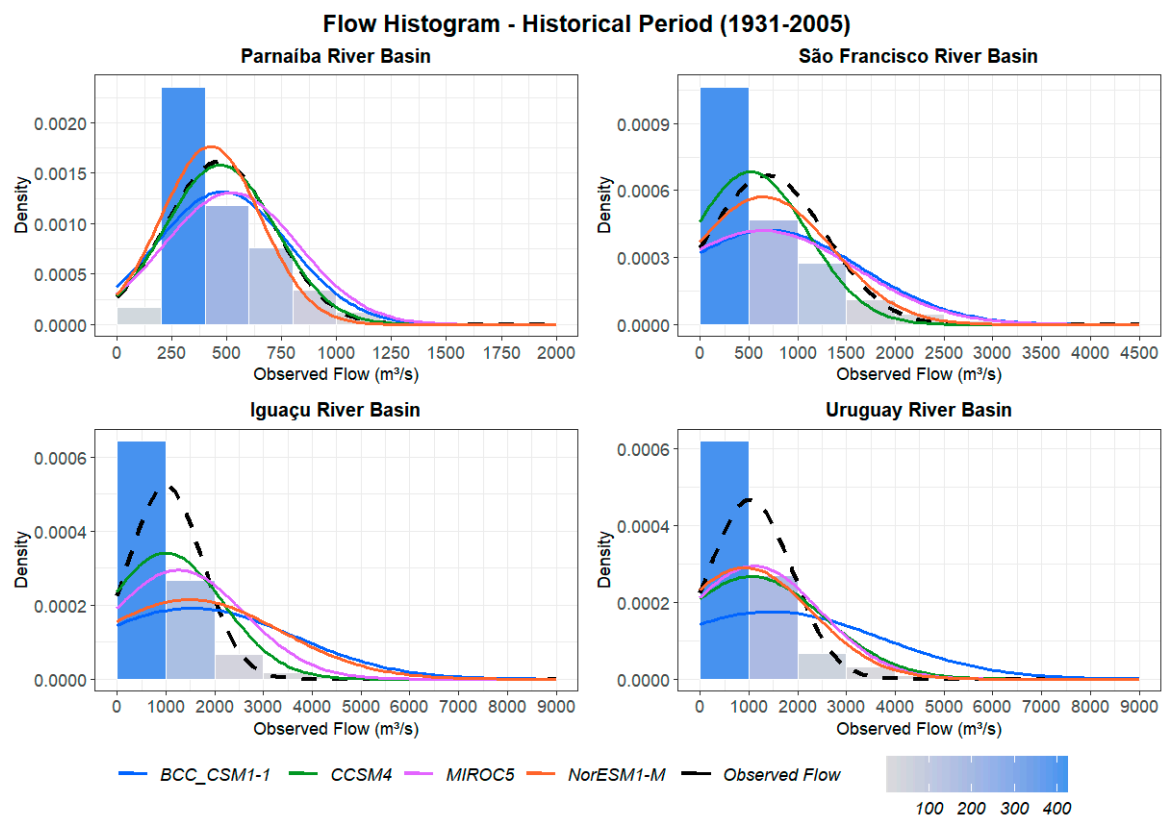 Flow Histogram - Historical Period (1931-2005)
Parnaíba River Basin
Density
0.0020
0.0015
0.0010
0.0005
0.0000
0 250 500 750 1000 1250 1500 1750 2000
Observed Flow (m³/s)
São Francisco River Basin
Density
0.0009
0.0006
0.0003
0.0000
0 500 1000 1500 2000 2500 3000 3500 4000 4500
Observed Flow (m³/s)
Iguaçu River Basin
Density
0.0006
0.0004
0.0002
0.0000
0 1000 2000 3000 4000 5000 6000 7000 8000 9000
Observed Flow (m³/s)
Uruguay River Basin
Density
0.0006
0.0004
0.0002
0.0000
0 1000 2000 3000 4000 5000 6000 7000 8000 9000
Observed Flow (m³/s)
BCC_CSM1-1 CCSM4 MIROC5 NorESM1-M Observed Flow
100 200 300 400